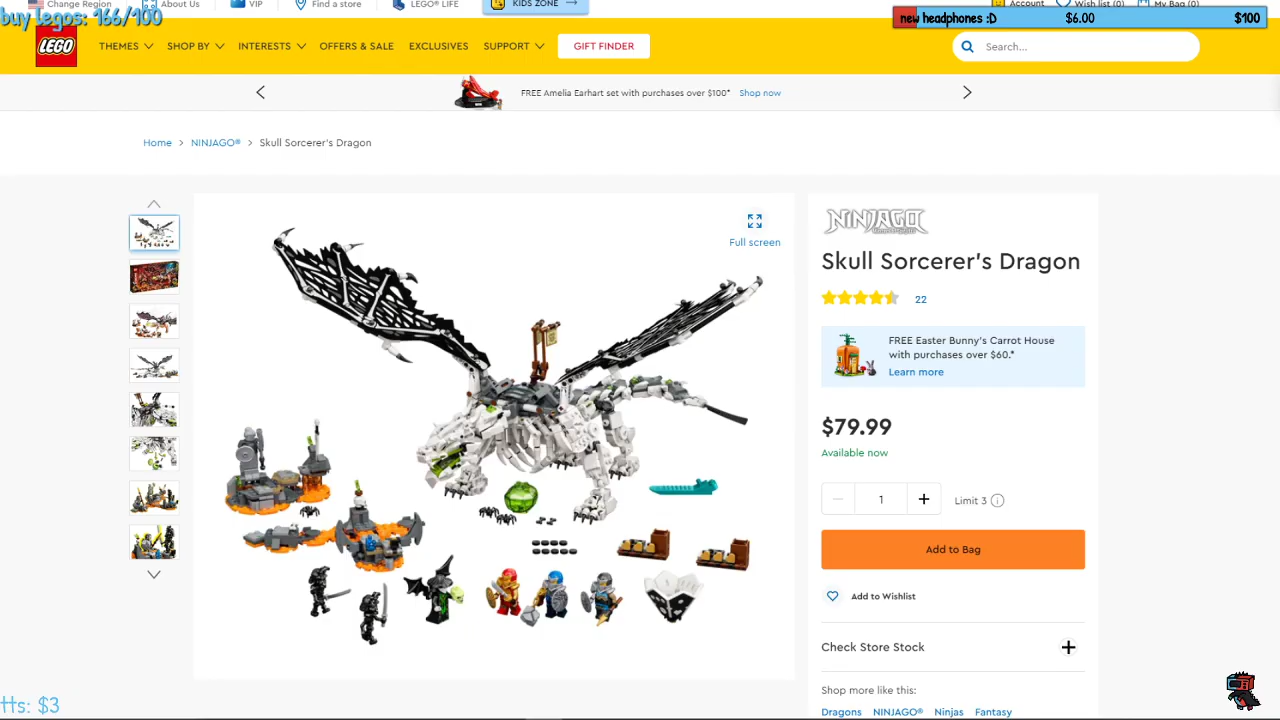 Change Region
About Us
VIP
Find a store
LEGO® LIFE
KIDS ZONE
Account
Wish list (0)
My Bag (0)
buy legos: 166/100
new headphones :D $6.00 $100
LEGO
THEMES
SHOP BY
INTERESTS
OFFERS & SALE
EXCLUSIVES
SUPPORT
GIFT FINDER
Search...
FREE Amelia Earhart set with purchases over $100* Shop now
Home > NINJAGO® > Skull Sorcerer's Dragon
Full screen
NINJAGO
Skull Sorcerer's Dragon
22
FREE Easter Bunny's Carrot House
with purchases over $60.*
Learn more
$79.99
Available now
1
Limit 3
Add to Bag
Add to Wishlist
Check Store Stock
Shop more like this:
Dragons NINJAGO® Ninjas Fantasy
tts: $3